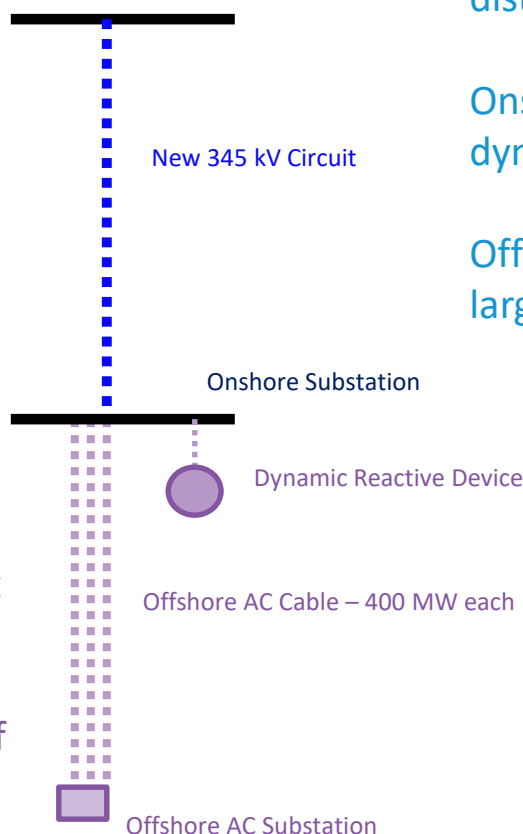 New 345 kV Circuit
Onshore Substation
Dynamic Reactive Device
Offshore AC Cable – 400 MW each
Offshore AC Substation